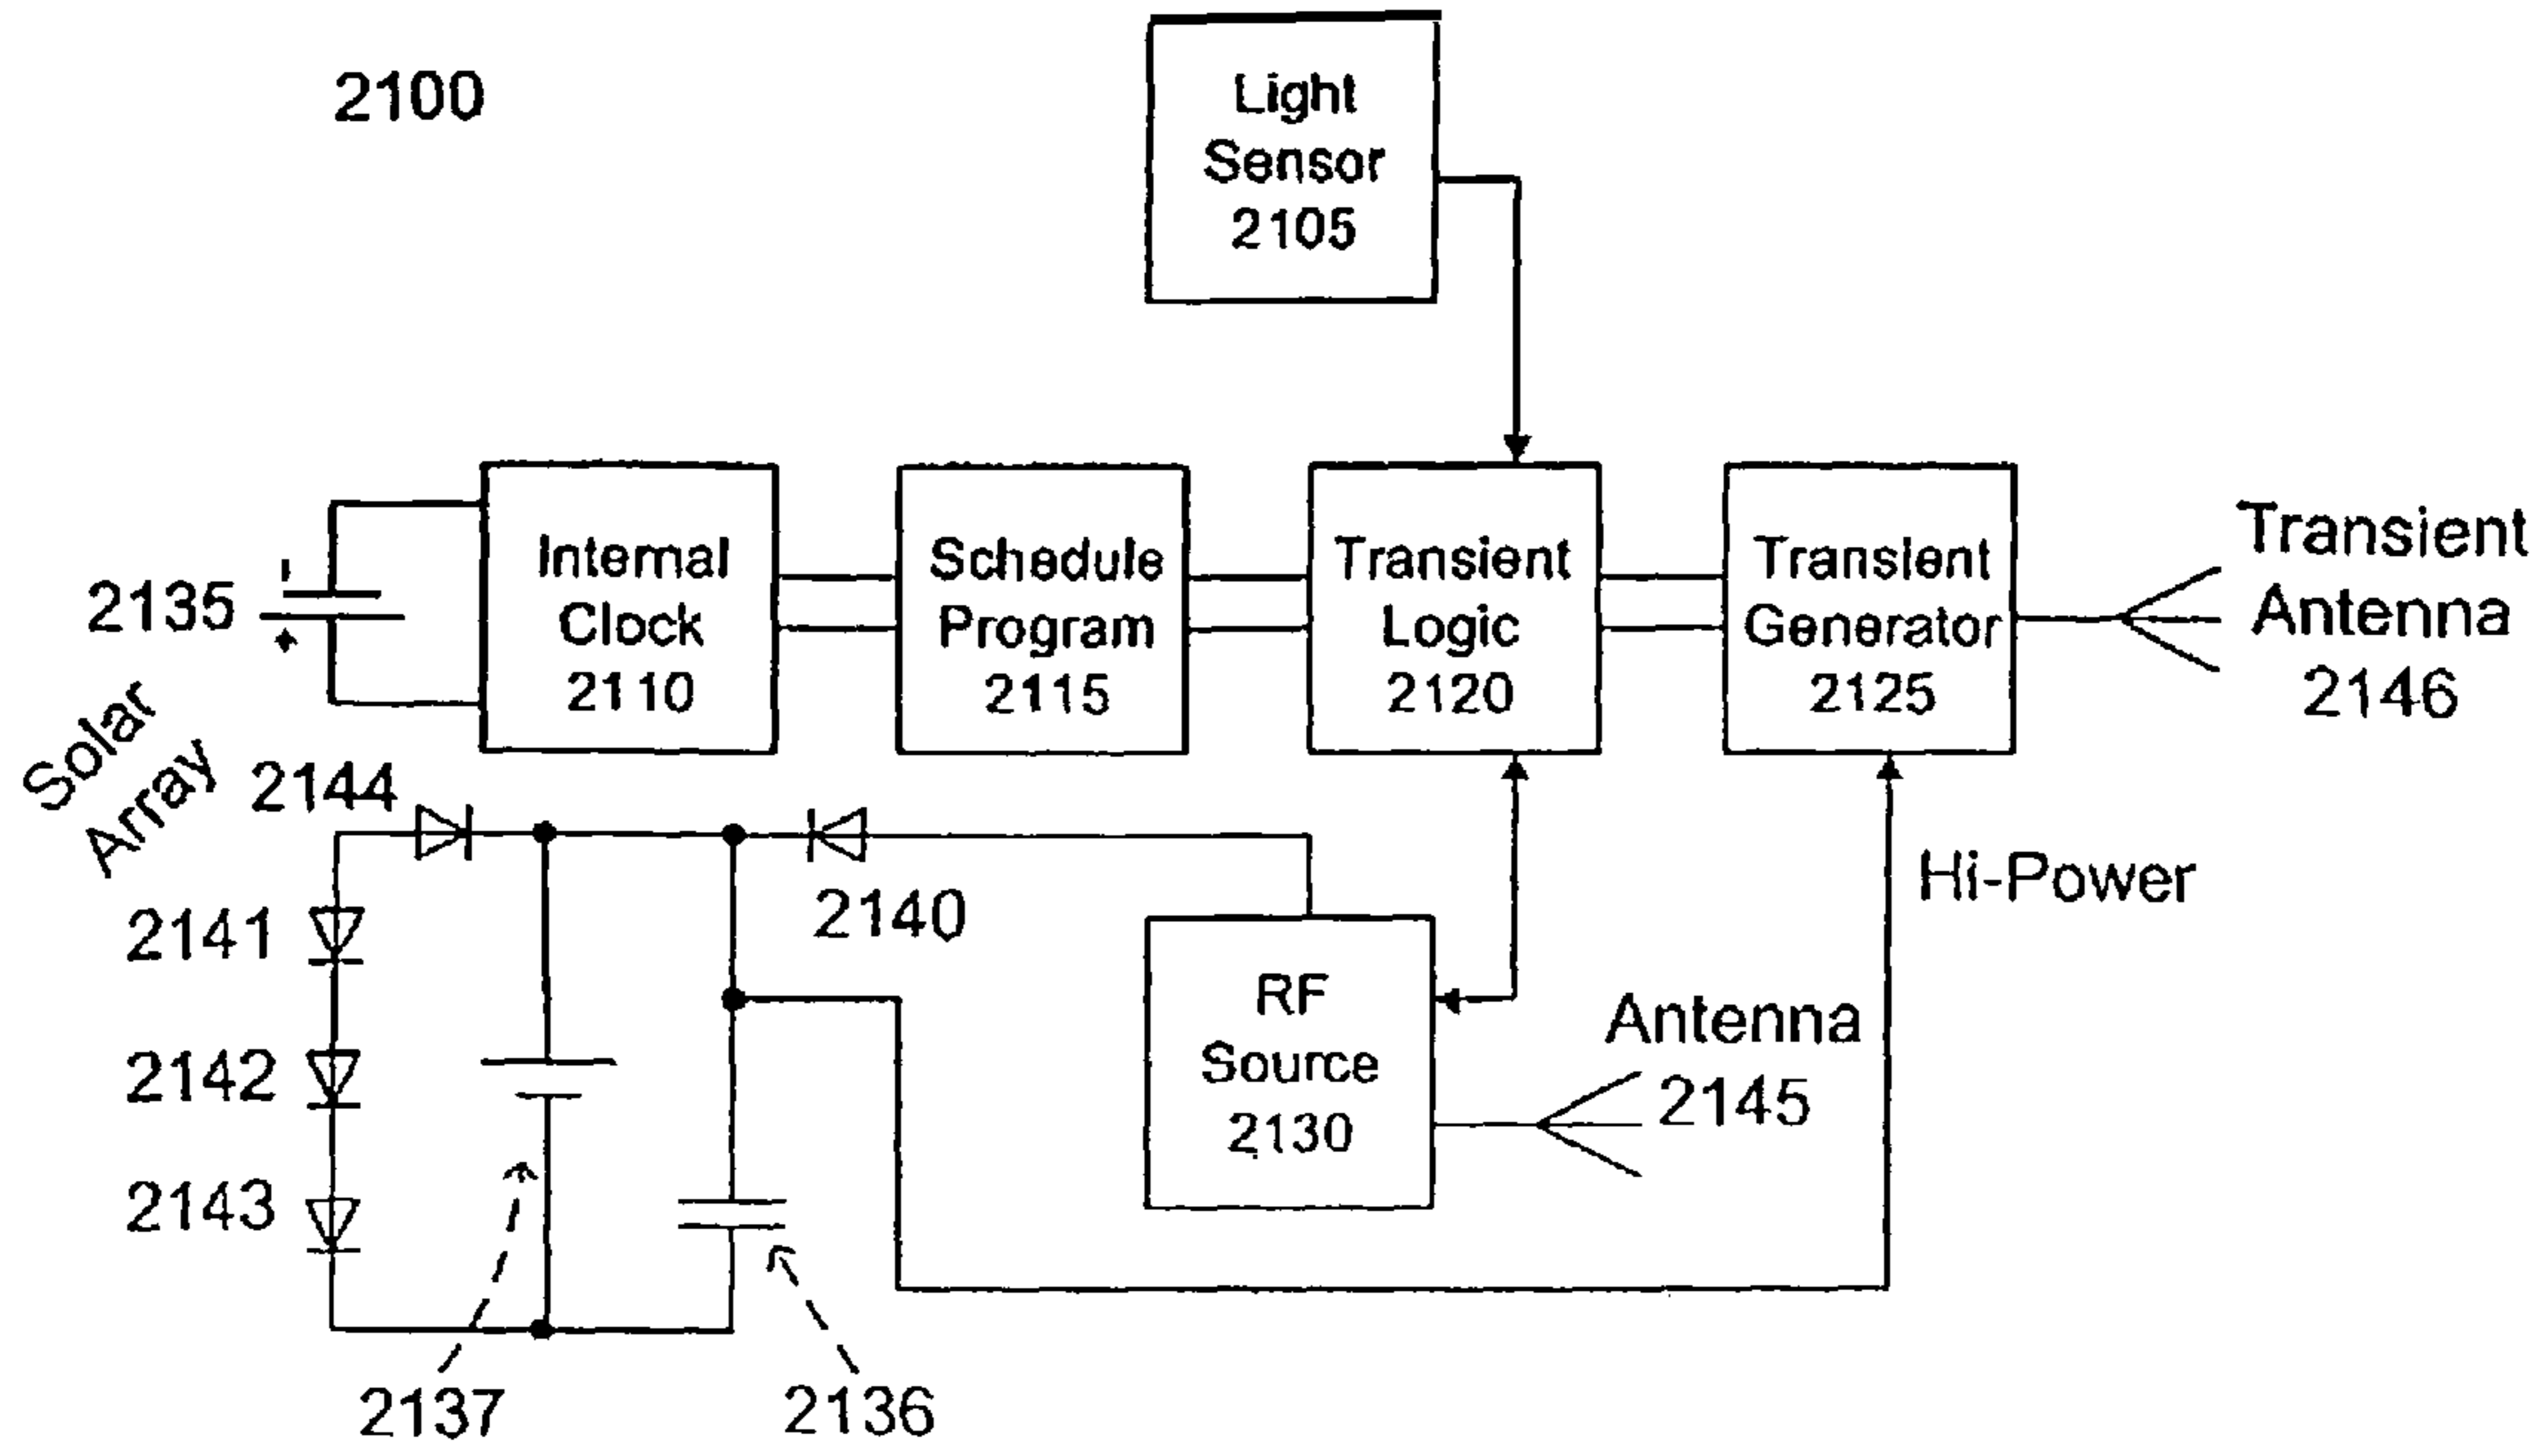 2100
Light
Sensor
2105
Internal
Clock
2110
Schedule
Program
2115
Transient
Logic
2120
Transient
Generator
2125
Transient
Antenna
2146
2135
Solar
Array
2144
2141
2142
2143
2140
RF
Source
2130
Antenna
2145
Hi-Power
2137
2136